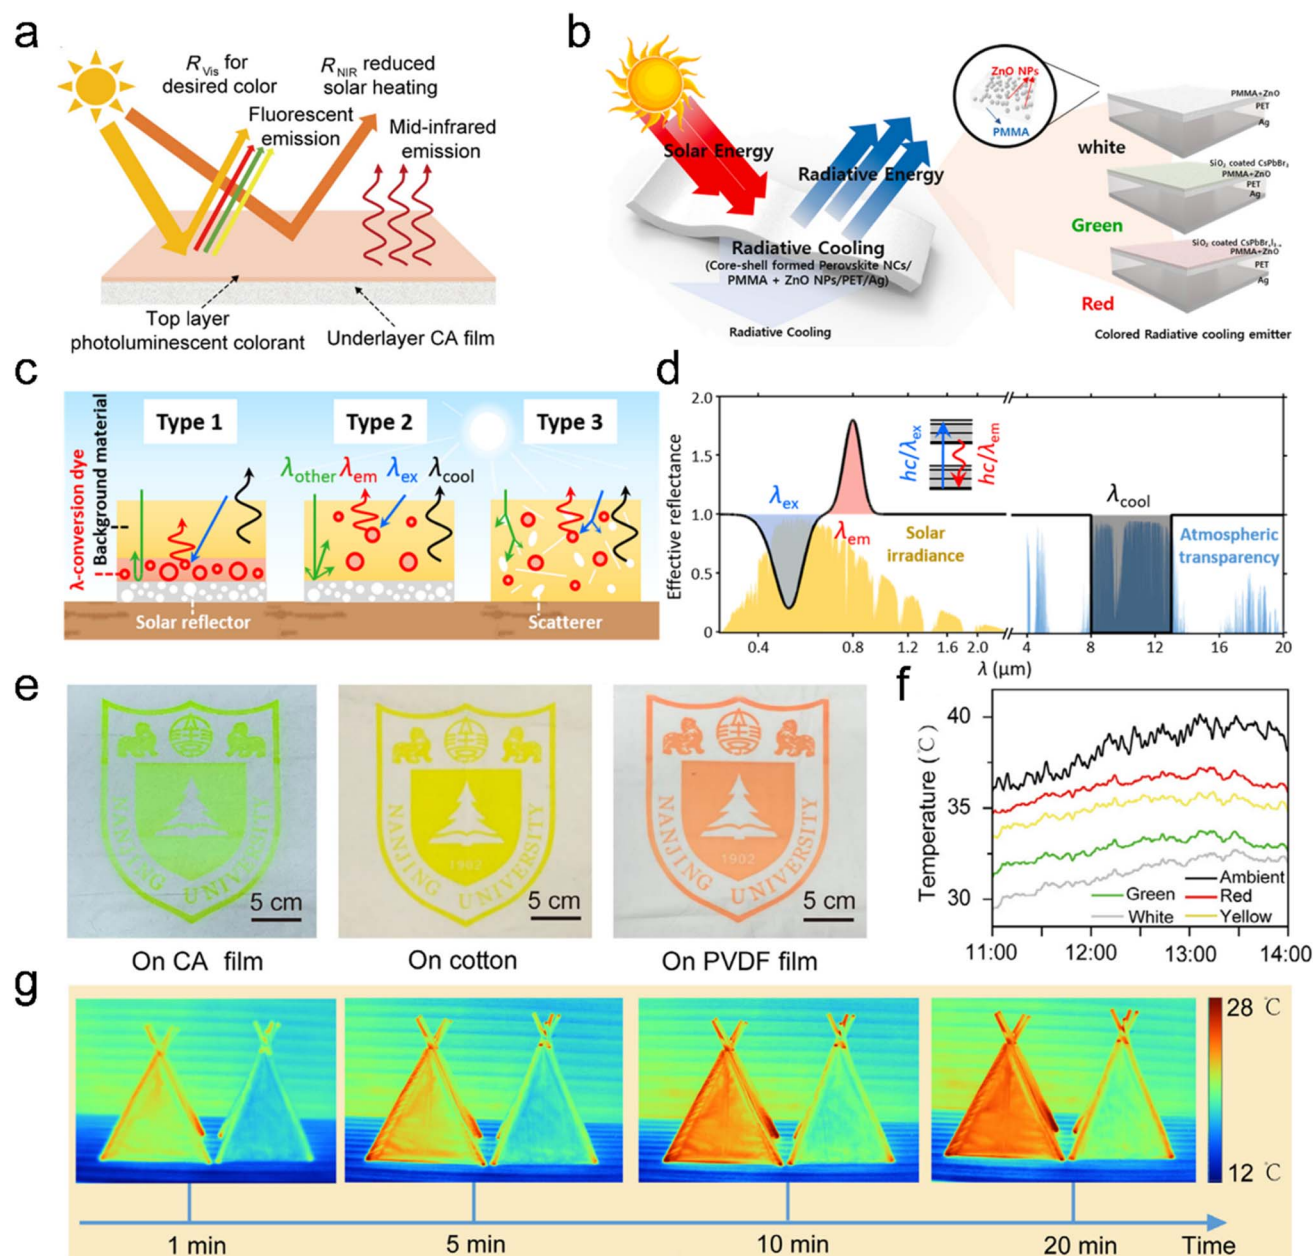 a
R_Vis for
desired color
R_NIR reduced
solar heating
Fluorescent
emission
Mid-infrared
emission
Top layer
photoluminescent colorant
Underlayer CA film
b
Solar Energy
Radiative Energy
Radiative Cooling
(Core-shell formed Perovskite NCs/
PMMA + ZnO NPs/PET/Ag)
Radiative Cooling
ZnO NPs
PMMA
white
PMMA+ZnO
PET
Ag
Green
SiO₂ coated CsPbBr₃
PMMA+ZnO
PET
Ag
Red
PMMA+ZnO
PET
Ag
Colored Radiative cooling emitter
c
λ-conversion dye
Background material
Type 1
Type 2
Type 3
λother λem λex λcool
Solar reflector
Scatterer
d
Effective reflectance
2.0
1.5
1.0
0.5
0
λex
λem
hc/λex
hc/λem
Solar
irradiance
λcool
Atmospheric
transparency
0.4 0.8 1.2 1.6 2.0 4 8 12 16 20
λ (μm)
e
NANJING UNIVERSITY
1902
5 cm
On CA film
NANJING UNIVERSITY
1902
5 cm
On cotton
NANJING UNIVERSITY
1902
5 cm
On PVDF film
f
Temperature (℃)
40
35
30
Ambient
Green Red
White Yellow
11:00 12:00 13:00 14:00
g
28 ℃
12 ℃
1 min
5 min
10 min
20 min
Time